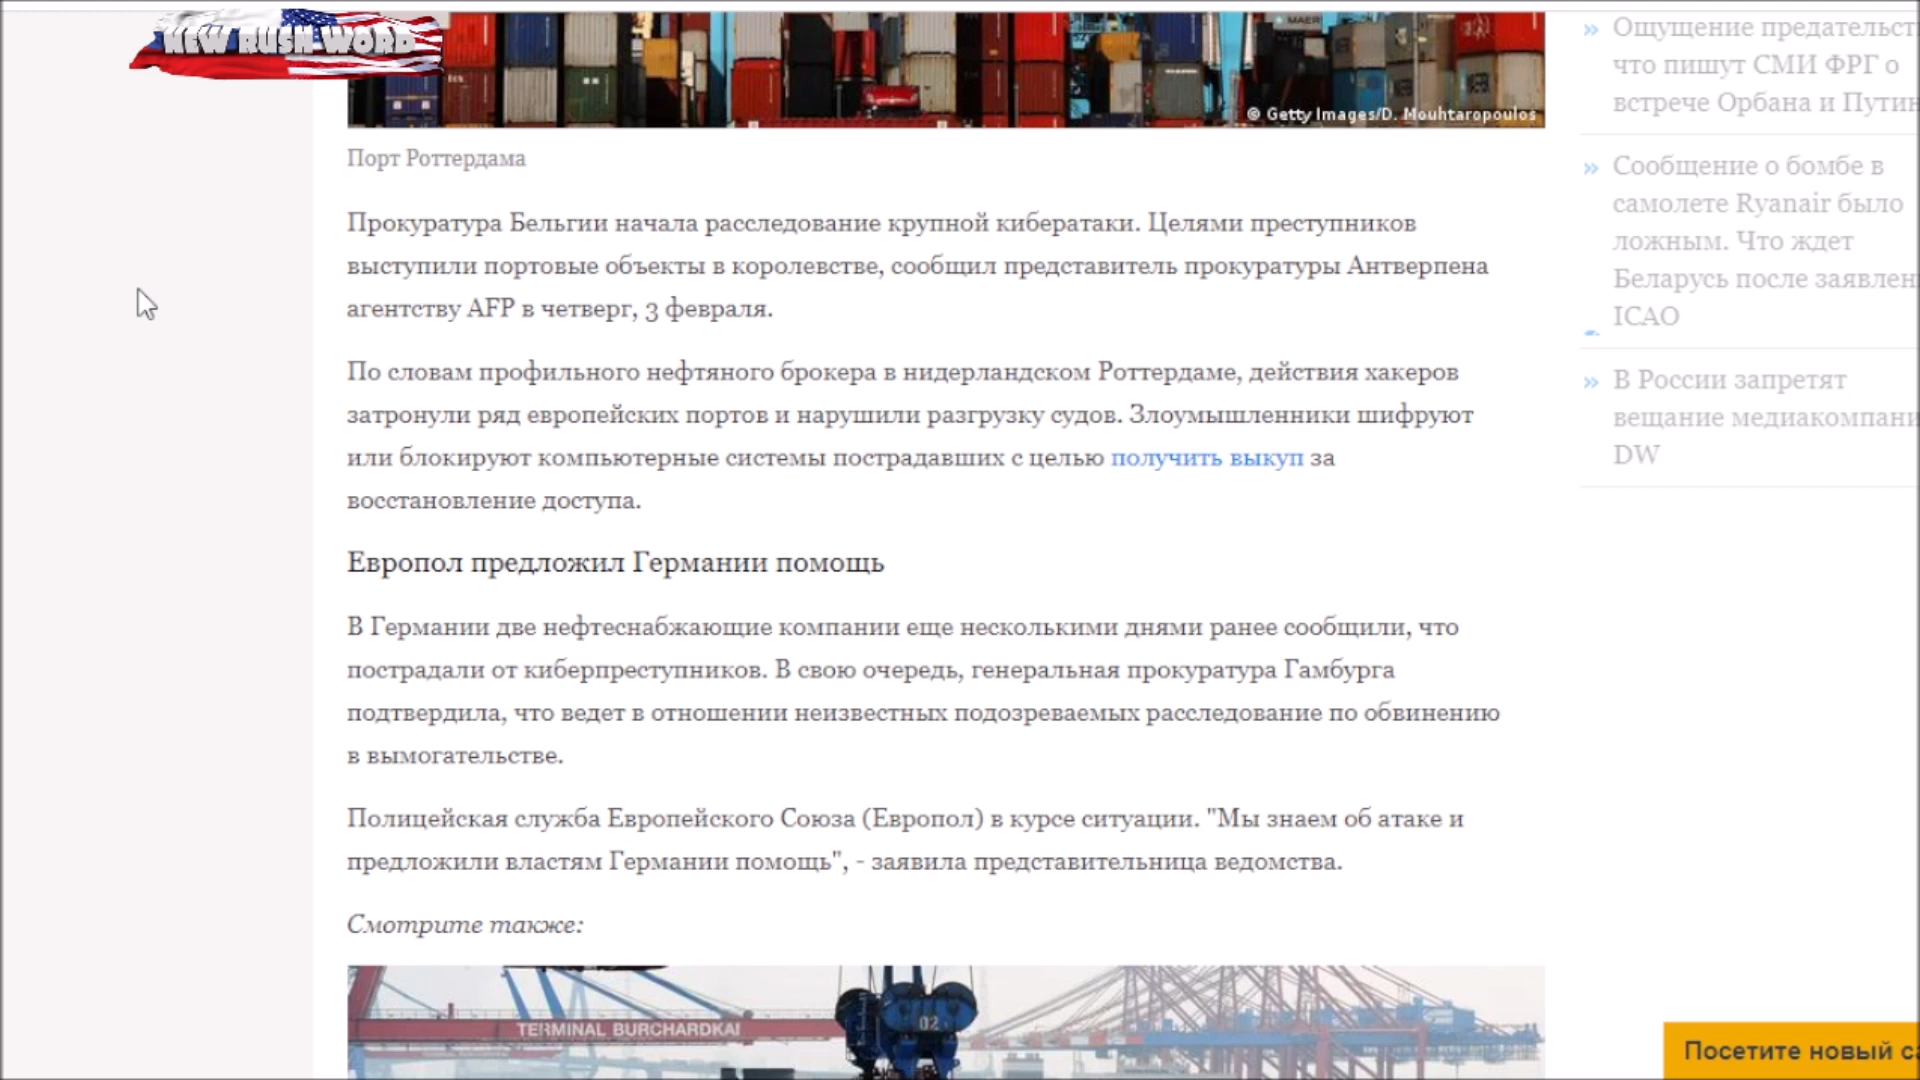 NEW RUSH WORD
MAER
© Getty Images/D. Mouhtaropoulos
Порт Роттердама
Прокуратура Бельгии начала расследование крупной кибератаки. Целями преступников
выступили портовые объекты в королевстве, сообщил представитель прокуратуры Антверпена
агентству AFP в четверг, 3 февраля.
По словам профильного нефтяного брокера в нидерландском Роттердаме, действия хакеров
затронули ряд европейских портов и нарушили разгрузку судов. Злоумышленники шифруют
или блокируют компьютерные системы пострадавших с целью получить выкуп за
восстановление доступа.
Европол предложил Германии помощь
В Германии две нефтеснабжающие компании еще несколькими днями ранее сообщили, что
пострадали от киберпреступников. В свою очередь, генеральная прокуратура Гамбурга
подтвердила, что ведет в отношении неизвестных подозреваемых расследование по обвинению
в вымогательстве.
Полицейская служба Европейского Союза (Европол) в курсе ситуации. "Мы знаем об атаке и
предложили властям Германии помощь", - заявила представительница ведомства.
Смотрите также:
TERMINAL BURCHARDKAI
02
» Ощущение предательст
что пишут СМИ ФРГ о
встрече Орбана и Путин
» Сообщение о бомбе в
самолете Ryanair было
ложным. Что ждет
Беларусь после заявлен
ICAO
» В России запретят
вещание медиакомпани
DW
Посетите новый са